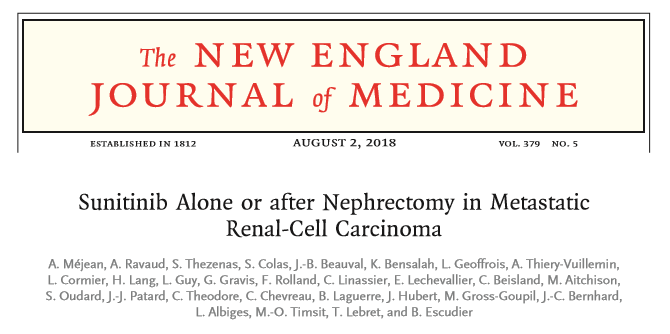 The NEW ENGLAND
JOURNAL of MEDICINE
ESTABLISHED IN 1812 AUGUST 2, 2018 VOL. 379 NO. 5
Sunitinib Alone or after Nephrectomy in Metastatic
Renal-Cell Carcinoma
A. Méjean, A. Ravaud, S. Thezenas, S. Colas, J.-B. Beauval, K. Bensalah, L. Geoffrois, A. Thiery-Vuillemin,
L. Cormier, H. Lang, L. Guy, G. Gravis, F. Rolland, C. Linassier, E. Lechevallier, C. Beisland, M. Aitchison,
S. Oudard, J.-J. Patard, C. Theodore, C. Chevreau, B. Laguerre, J. Hubert, M. Gross-Goupil, J.-C. Bernhard,
L. Albiges, M.-O. Timsit, T. Lebret, and B. Escudier